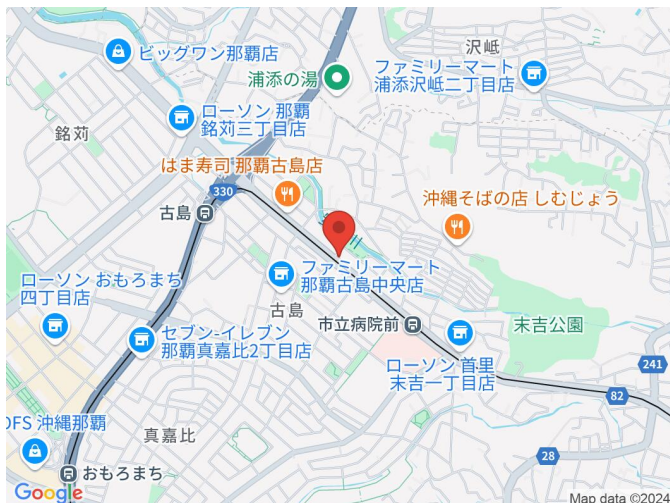 ビッグワン那覇店
沢岻
浦添の湯
ファミリーマート
浦添沢岻二丁目店
銘苅
ローソン 那覇
銘苅三丁目店
はま寿司 那覇古島店
330
古島
沖縄そばの店 しむじょう
ファミリーマート
那覇古島中央店
ローソン おもろまち
四丁目店
古島
市立病院前
末吉公園
セブン-イレブン
那覇真嘉比2丁目店
ローソン 首里
末吉一丁目店
241
82
DFS 沖縄那覇
真嘉比
28
おもろまち
Google
Map data ©2024